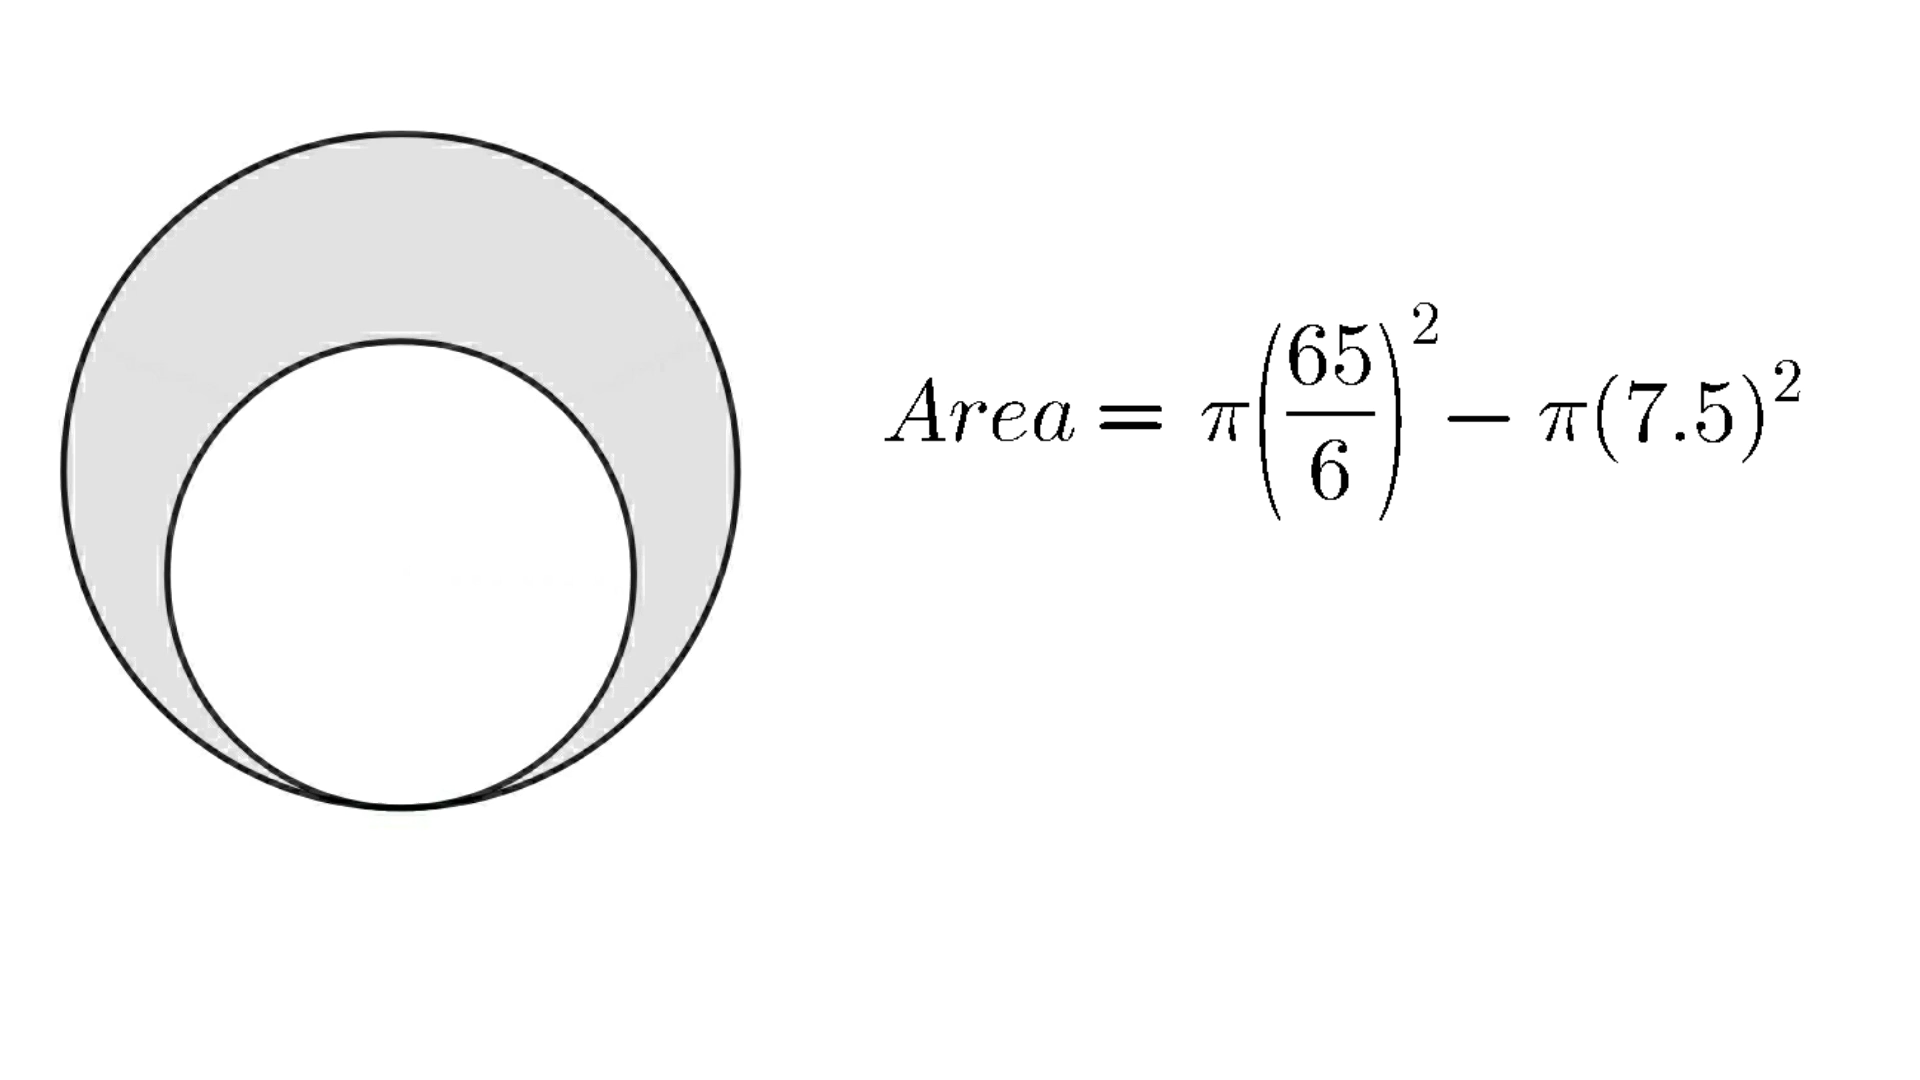 Area = π(65/6)² − π(7.5)²